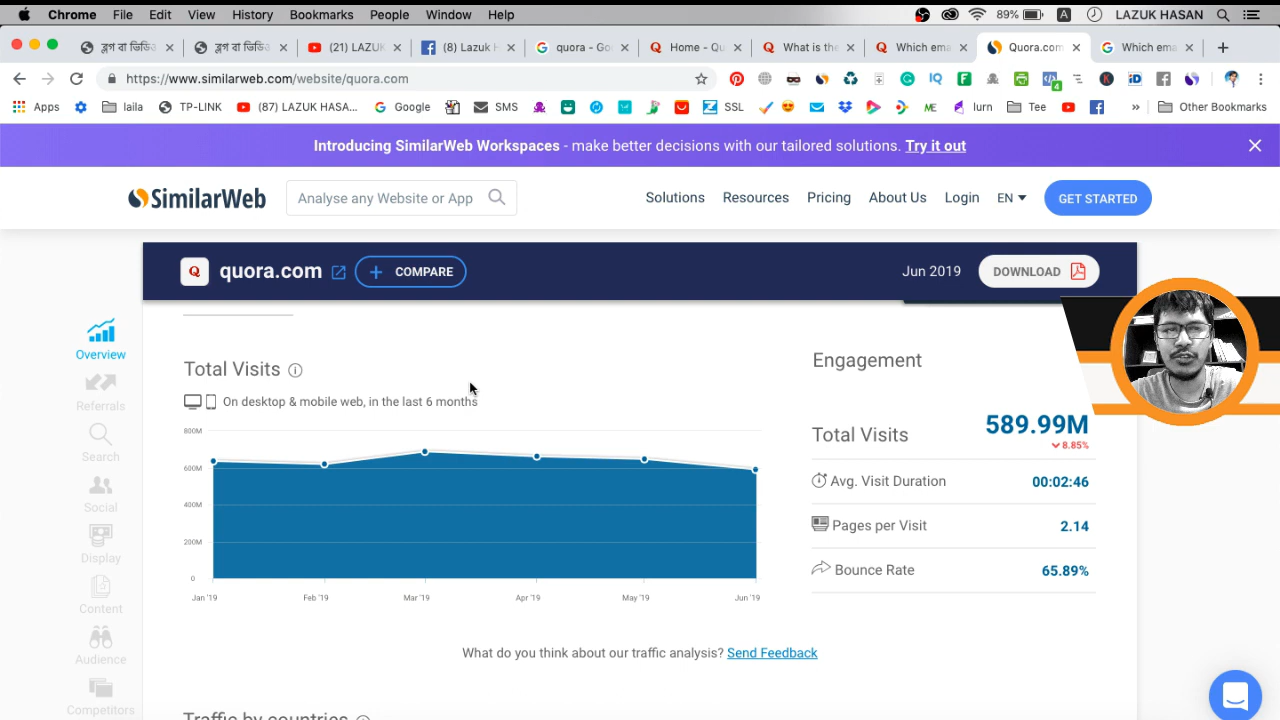 Chrome File Edit View History Bookmarks People Window Help 89% A LAZUK HASAN
ব্লগ বা ভিডিও ব্লগ বা ভিডিও (21) LAZUK (8) Lazuk H quora - Go Home - Qu What is the Which ema Quora.com Which ema
https://www.similarweb.com/website/quora.com
Apps laila TP-LINK (87) LAZUK HASA... Google SMS SSL lurn Tee Other Bookmarks
Introducing SimilarWeb Workspaces - make better decisions with our tailored solutions. Try it out
SimilarWeb Analyse any Website or App Solutions Resources Pricing About Us Login EN GET STARTED
quora.com + COMPARE Jun 2019 DOWNLOAD
Overview
Referrals
Search
Social
Display
Content
Audience
Competitors
Total Visits
On desktop & mobile web, in the last 6 months
800M
600M
400M
200M
0
Jan '19 Feb '19 Mar '19 Apr '19 May '19 Jun '19
Engagement
Total Visits 589.99M
8.85%
Avg. Visit Duration 00:02:46
Pages per Visit 2.14
Bounce Rate 65.89%
What do you think about our traffic analysis? Send Feedback
Traffic by countries